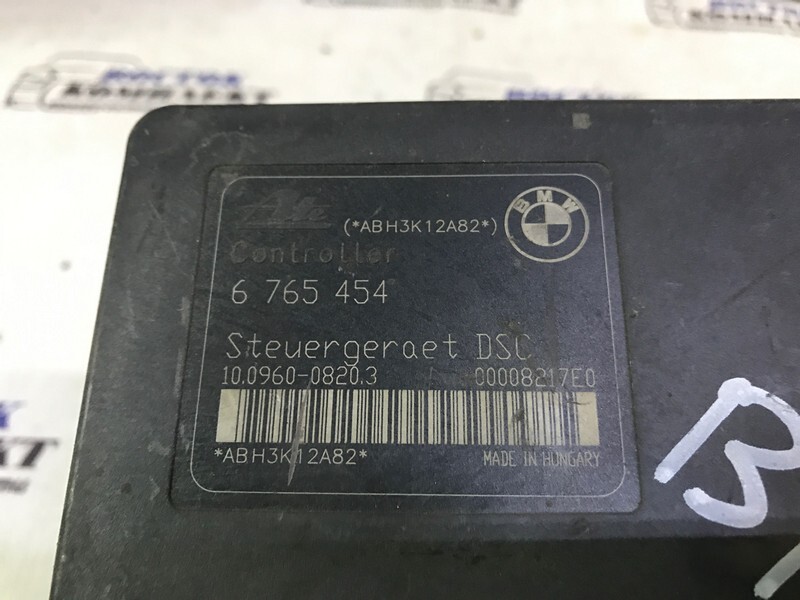 Ate (*ABH3K12A82*) BMW
Controller
6 765 454
Steuergeraet DSC
10.0960-0820.3 00008217E0
*ABH3K12A82*
MADE IN HUNGARY
B